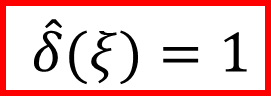 δ̂(ξ) = 1